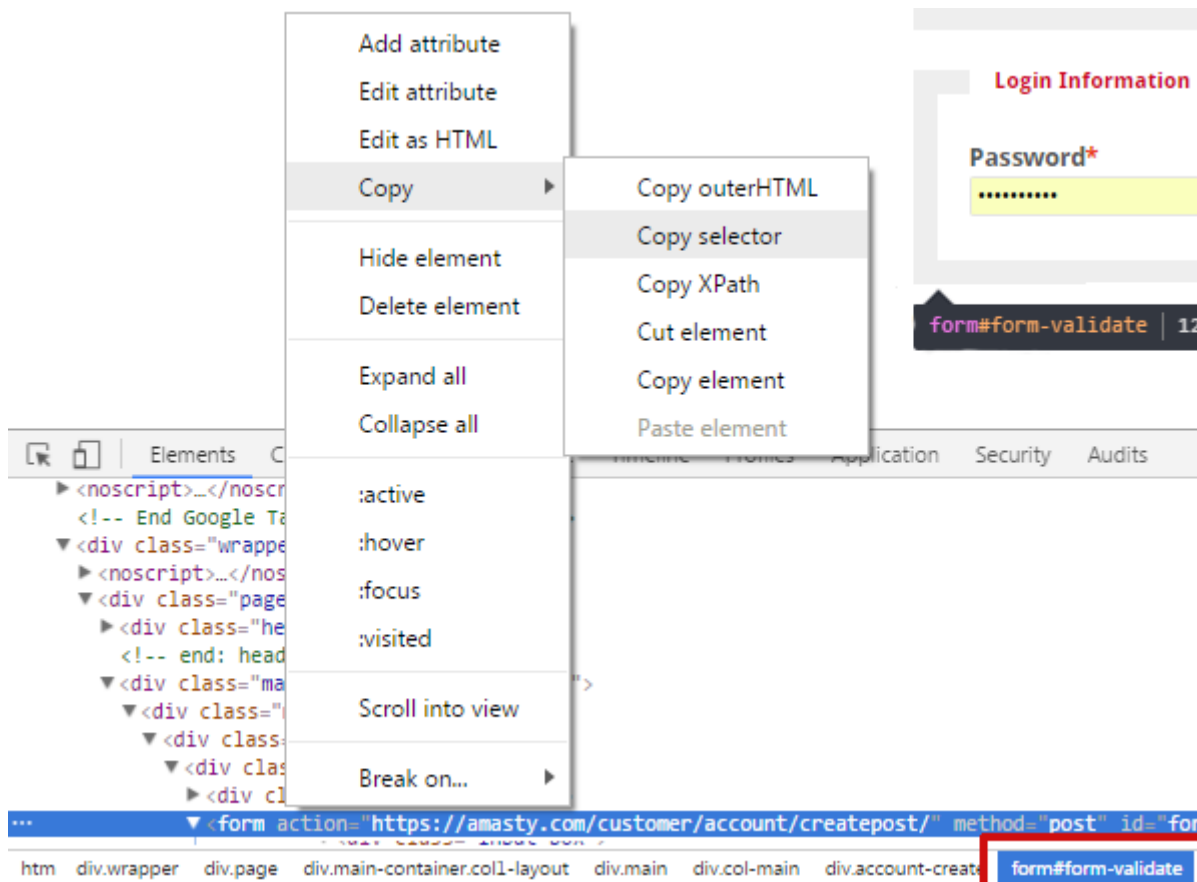 Add attribute
Edit attribute
Edit as HTML
Copy
Hide element
Delete element
Expand all
Collapse all
:active
:hover
:focus
:visited
Scroll into view
Break on...
Copy outerHTML
Copy selector
Copy XPath
Cut element
Copy element
Paste element
Login Information
Password*
••••••••••
form#form-validate | 12
Elements C Application Security Audits
▶<noscript>…</noscr
<!-- End Google Ta
▼<div class="wrappe
▶<noscript>…</nos
▼<div class="page
▶<div class="he
<!-- end: head
▼<div class="ma ">
▼<div class="
▼<div class
▼<div clas
▶<div cl
… ▼<form action="https://amasty.com/customer/account/createpost/" method="post" id="for
htm div.wrapper div.page div.main-container.col1-layout div.main div.col-main div.account-create form#form-validate